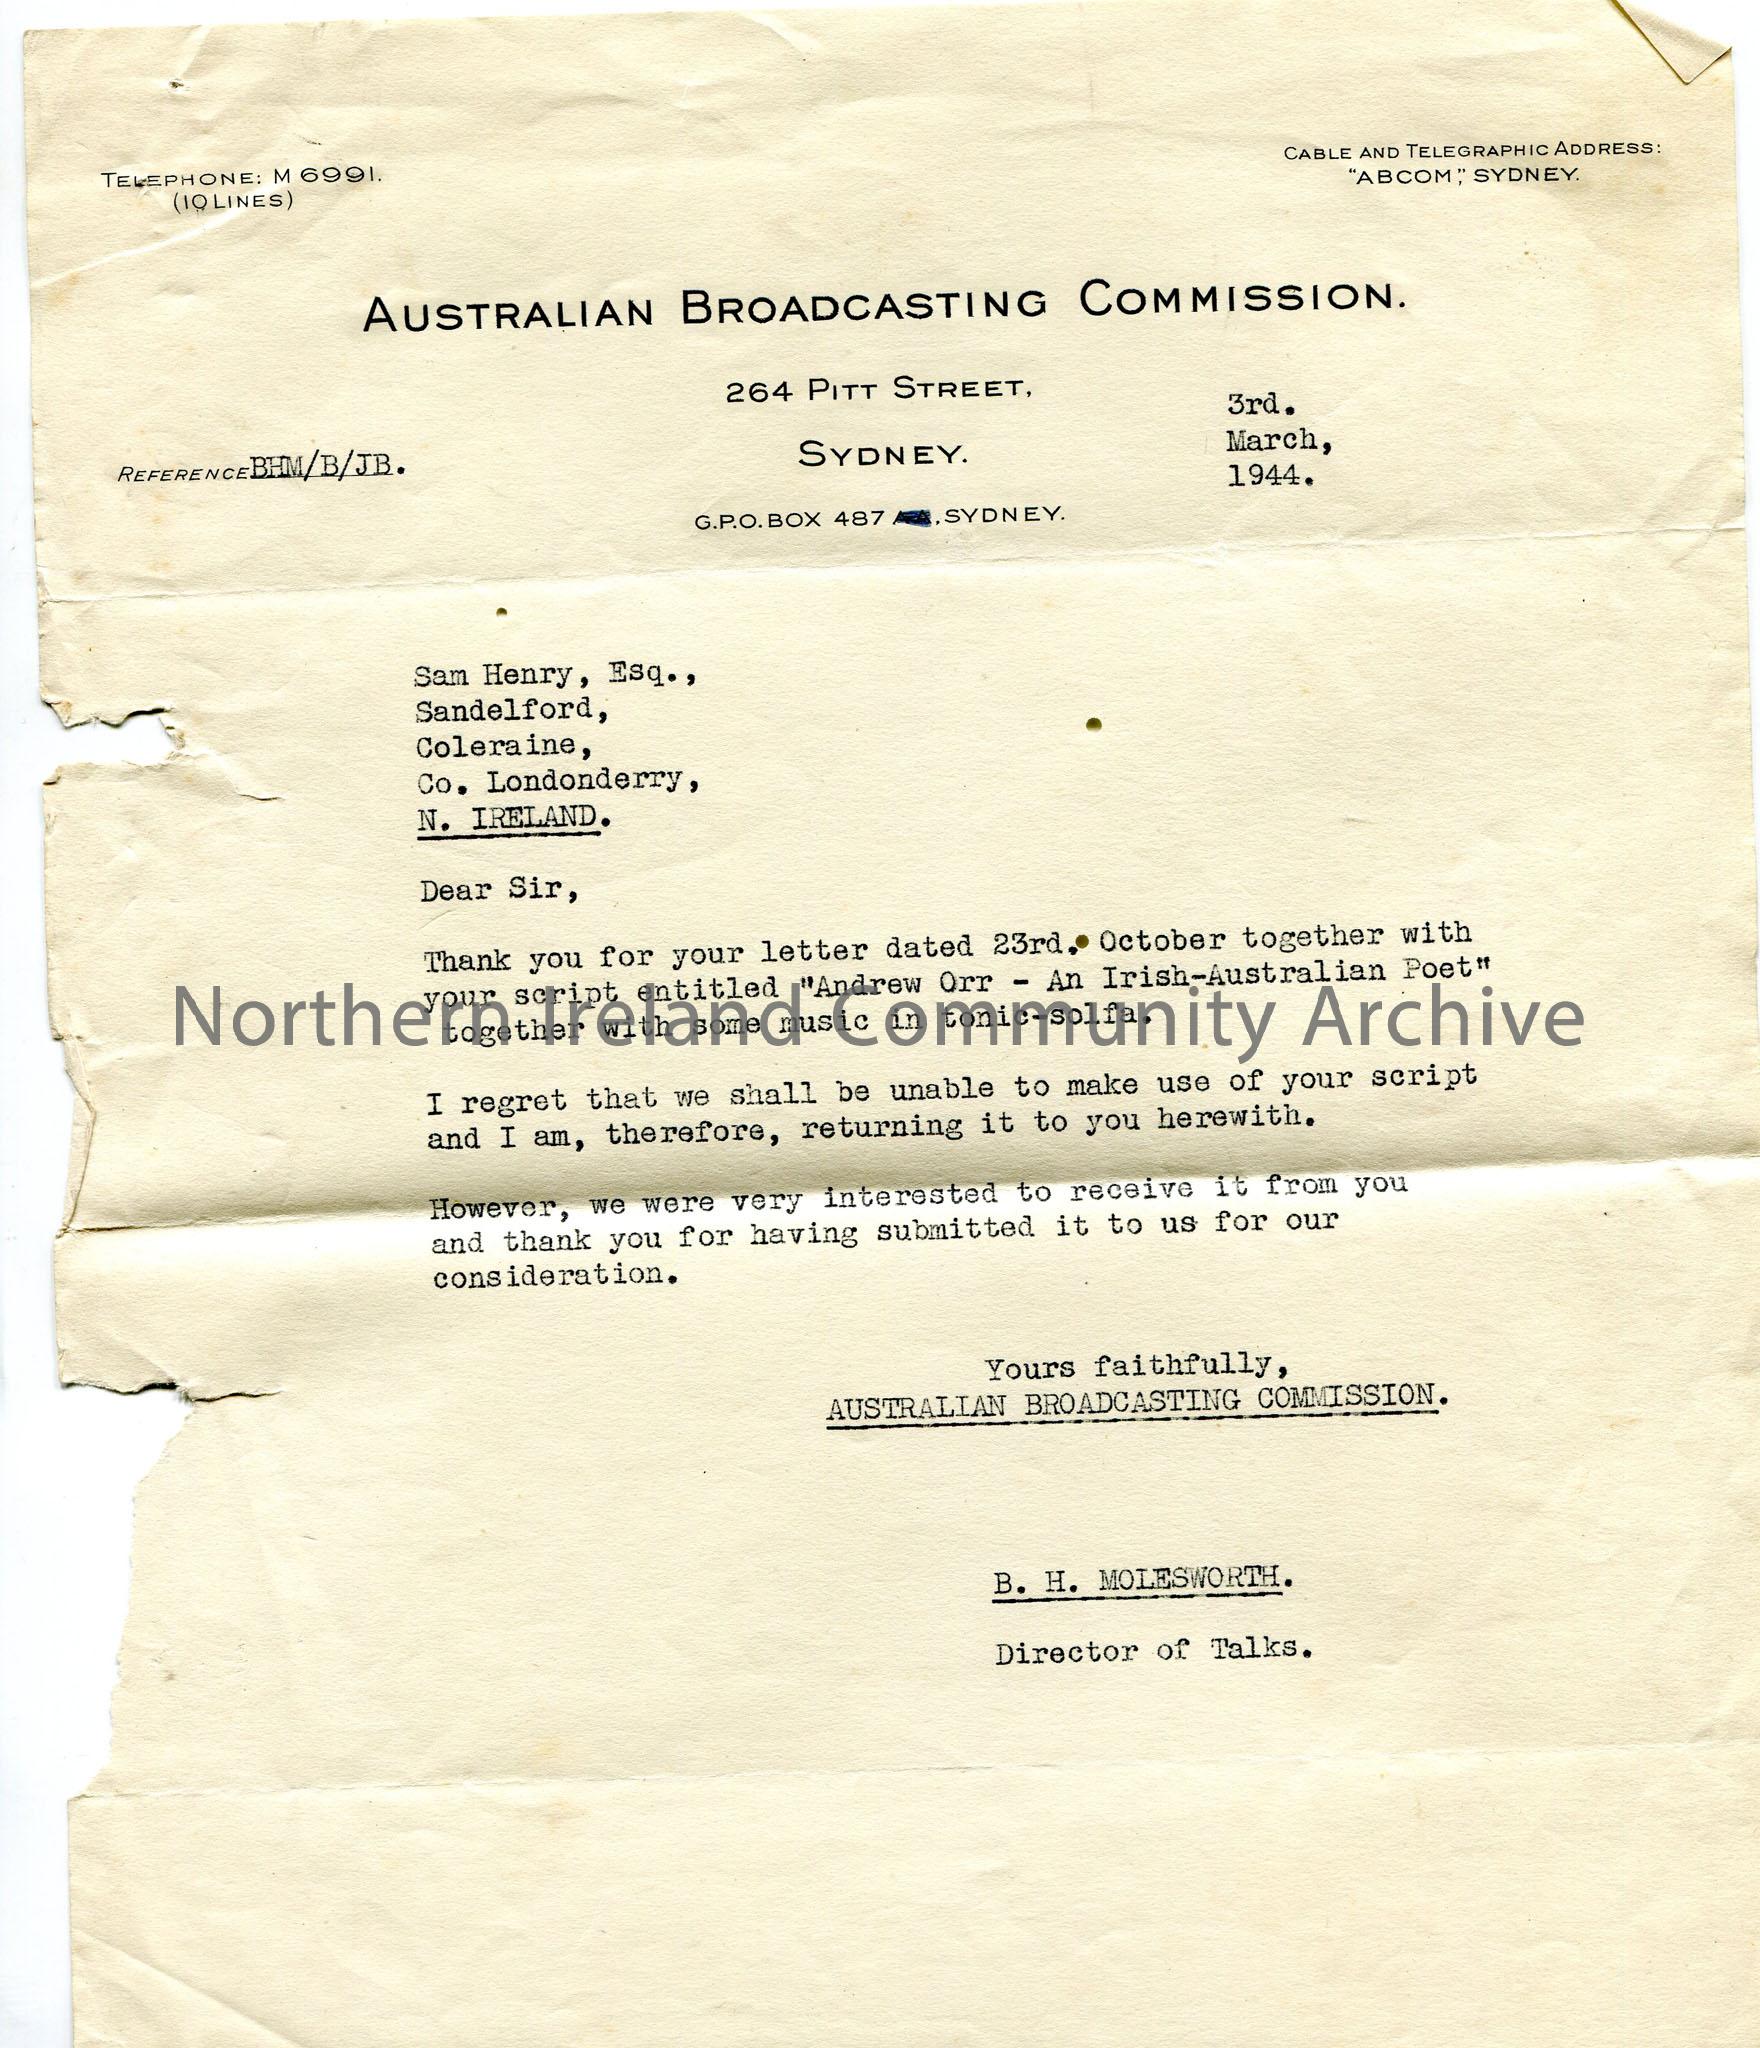 TELEPHONE: M 6991.
(10 LINES)
CABLE AND TELEGRAPHIC ADDRESS:
"ABCOM", SYDNEY.
AUSTRALIAN BROADCASTING COMMISSION.
264 PITT STREET,
SYDNEY.
G.P.O. BOX 487 , SYDNEY.
3rd.
March,
1944.
REFERENCE BHM/B/JB.
Sam Henry, Esq.,
Sandelford,
Coleraine,
Co. Londonderry,
N. IRELAND.
Dear Sir,
Thank you for your letter dated 23rd. October together with
your script entitled "Andrew Orr - An Irish-Australian Poet"
together with some music in tonic-solfa.
Northern Ireland Community Archive
I regret that we shall be unable to make use of your script
and I am, therefore, returning it to you herewith.
However, we were very interested to receive it from you
and thank you for having submitted it to us for our
consideration.
Yours faithfully,
AUSTRALIAN BROADCASTING COMMISSION.
B. H. MOLESWORTH.
Director of Talks.